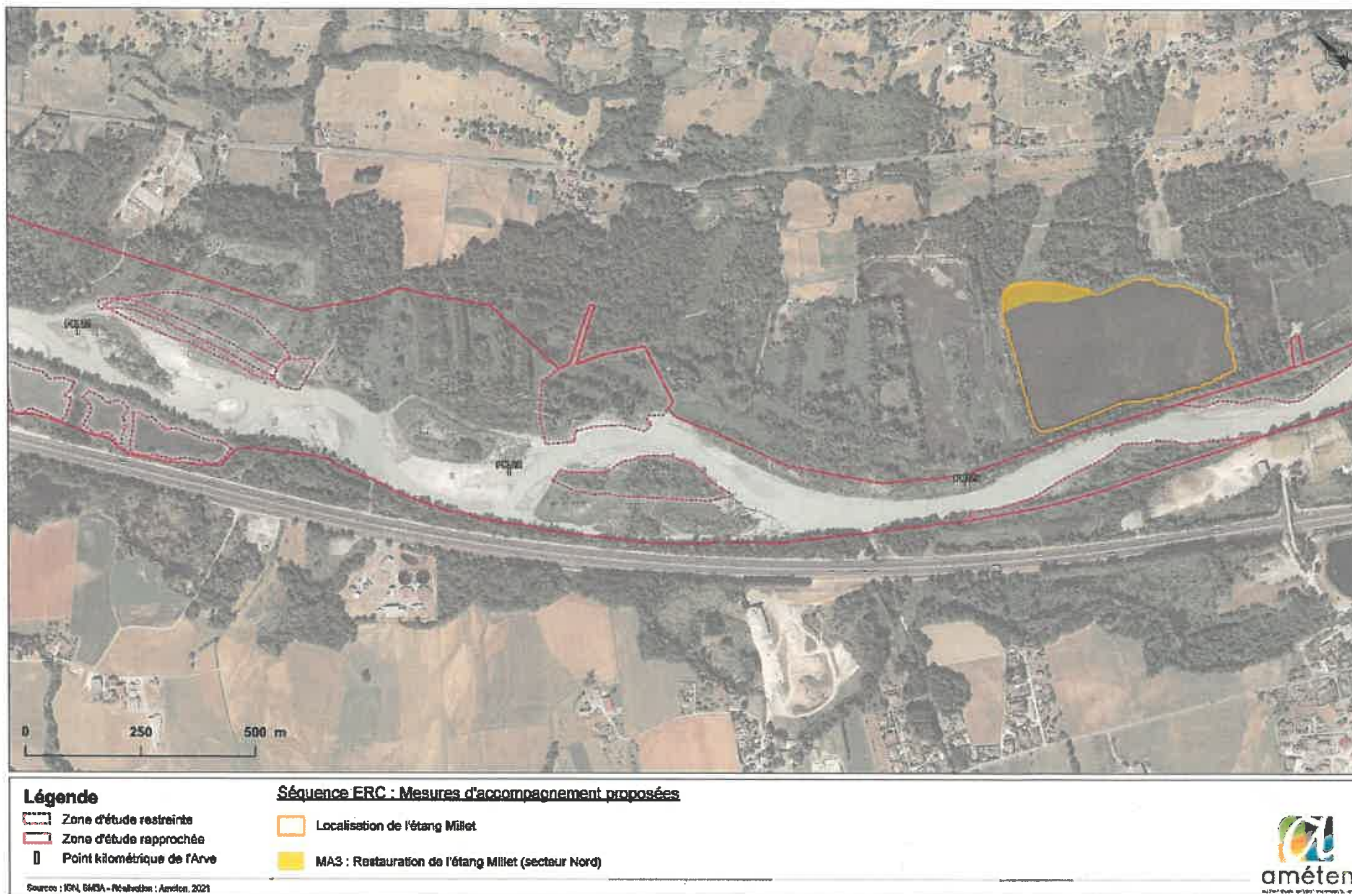 0 250 500 m
Légende
Zone d'étude restreinte
Zone d'étude rapprochée
Point kilométrique de l'Arve
Séquence ERC : Mesures d'accompagnement proposées
Localisation de l'étang Millet
MA3 : Restauration de l'étang Millet (secteur Nord)
Source : IGN, SM3A - Réalisation : Améten, 2021
améten